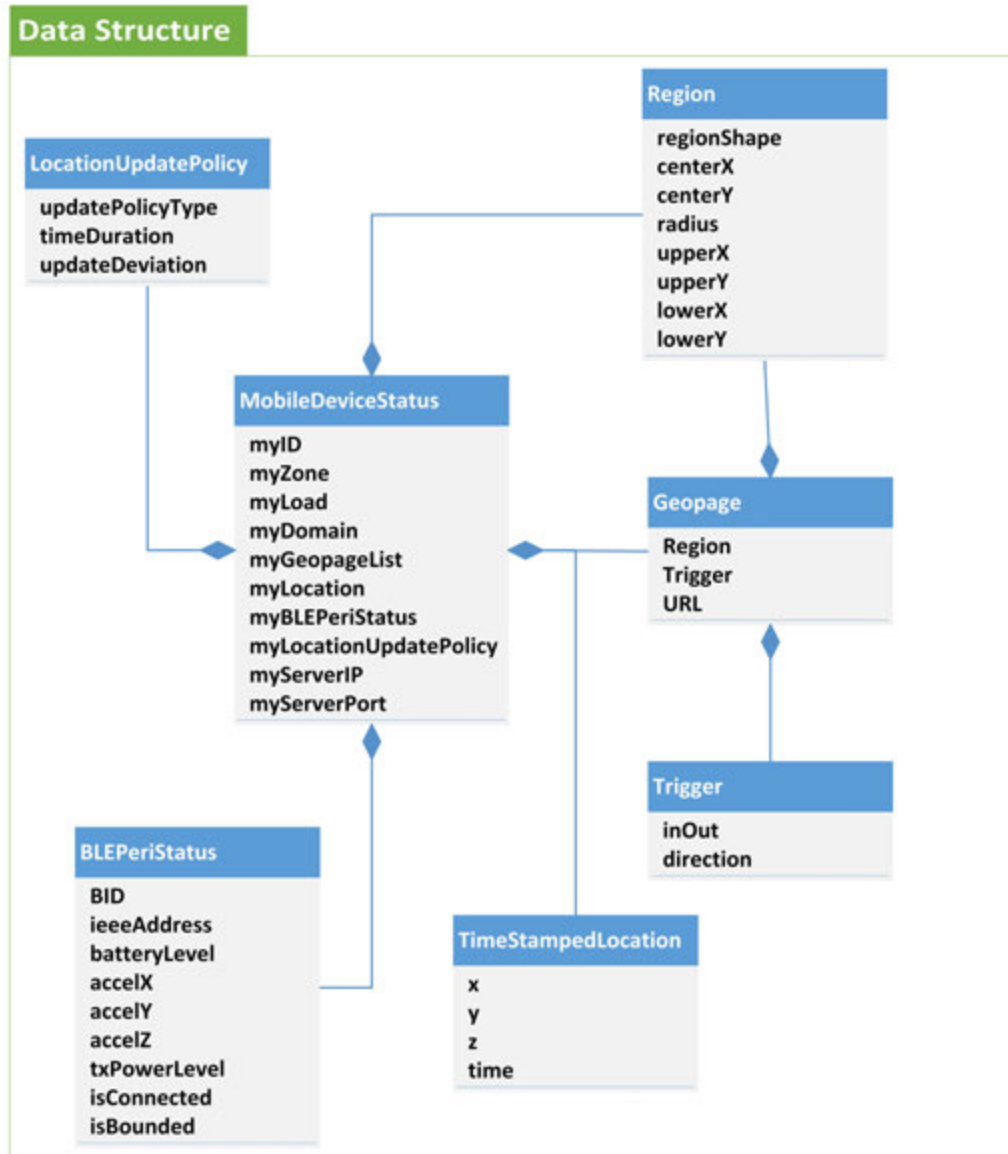 Data Structure
Region
regionShape
centerX
centerY
radius
upperX
upperY
lowerX
lowerY
LocationUpdatePolicy
updatePolicyType
timeDuration
updateDeviation
MobileDeviceStatus
myID
myZone
myLoad
myDomain
myGeopageList
myLocation
myBLEPeriStatus
myLocationUpdatePolicy
myServerIP
myServerPort
Geopage
Region
Trigger
URL
Trigger
inOut
direction
BLEPeriStatus
BID
ieeeAddress
batteryLevel
accelX
accelY
accelZ
txPowerLevel
isConnected
isBounded
TimeStampedLocation
x
y
z
time